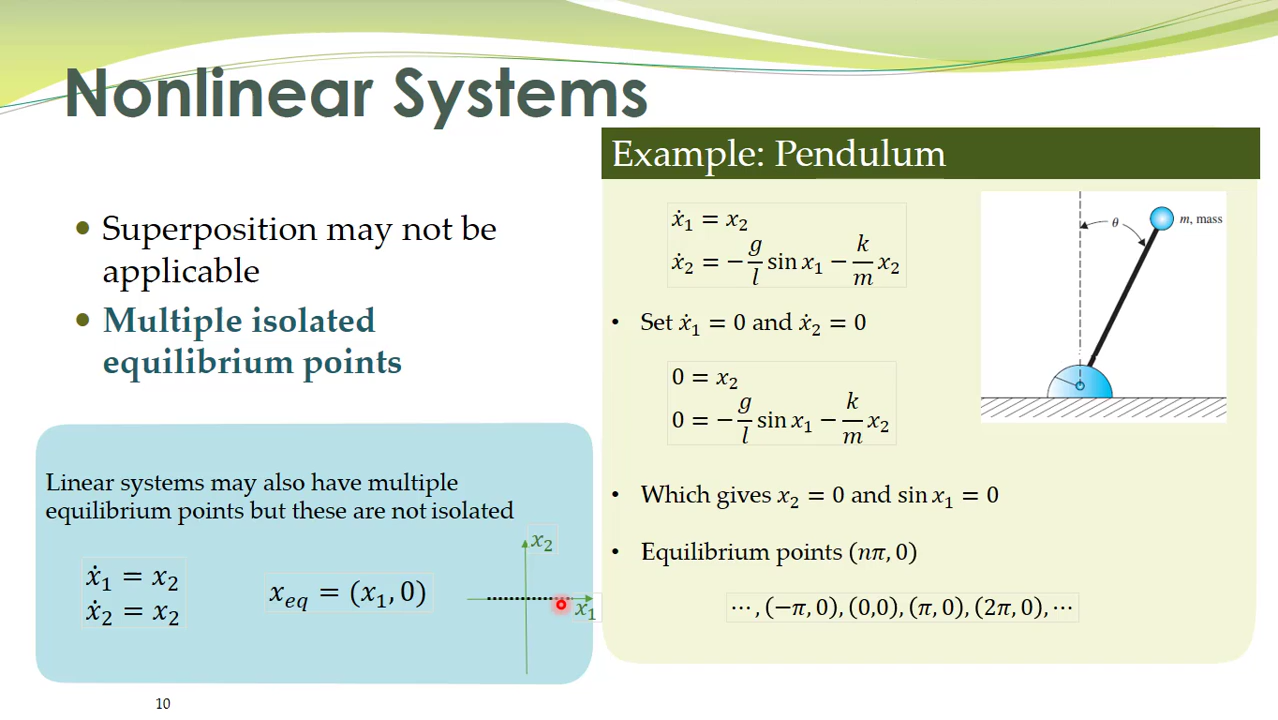 Nonlinear Systems
• Superposition may not be
applicable
• Multiple isolated
equilibrium points
Linear systems may also have multiple
equilibrium points but these are not isolated
ẋ₁ = x₂
ẋ₂ = x₂
x_eq = (x₁, 0)
x₂
x₁
Example: Pendulum
ẋ₁ = x₂
ẋ₂ = −g/l sin x₁ − k/m x₂
θ
m, mass
• Set ẋ₁ = 0 and ẋ₂ = 0
0 = x₂
0 = −g/l sin x₁ − k/m x₂
• Which gives x₂ = 0 and sin x₁ = 0
• Equilibrium points (nπ, 0)
⋯, (−π, 0), (0,0), (π, 0), (2π, 0), ⋯
10